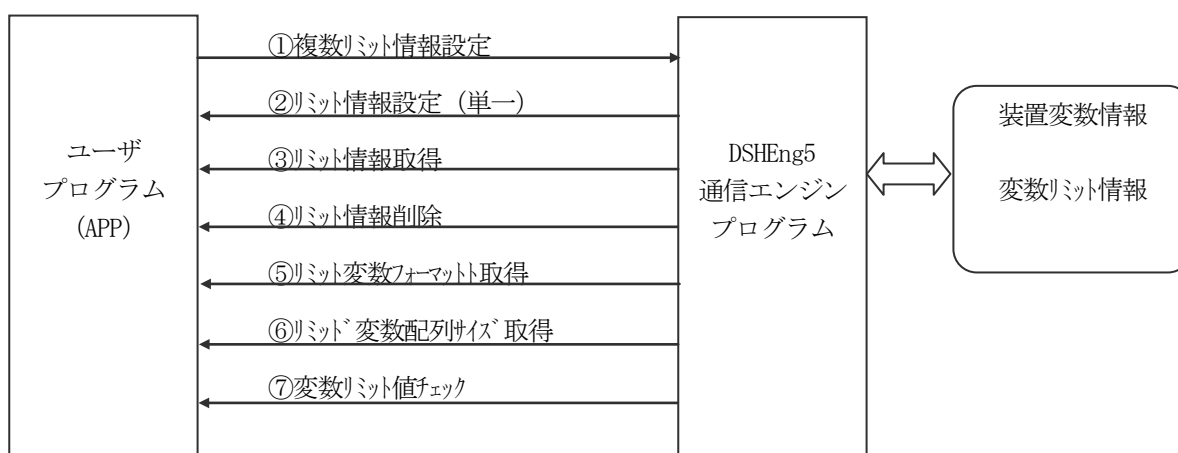 ①複数ﾘﾐｯﾄ情報設定
②ﾘﾐｯﾄ情報設定（単一）
③ﾘﾐｯﾄ情報取得
④ﾘﾐｯﾄ情報削除
⑤ﾘﾐｯﾄ変数ﾌｫｰﾏｯﾄﾄ取得
⑥ﾘﾐｯﾄﾞ変数配列ｻｲｽﾞ取得
⑦変数ﾘﾐｯﾄ値ﾁｪｯｸ
ユーザ
プログラム
(APP)
DSHEng5
通信エンジン
プログラム
装置変数情報
変数ﾘﾐｯﾄ情報